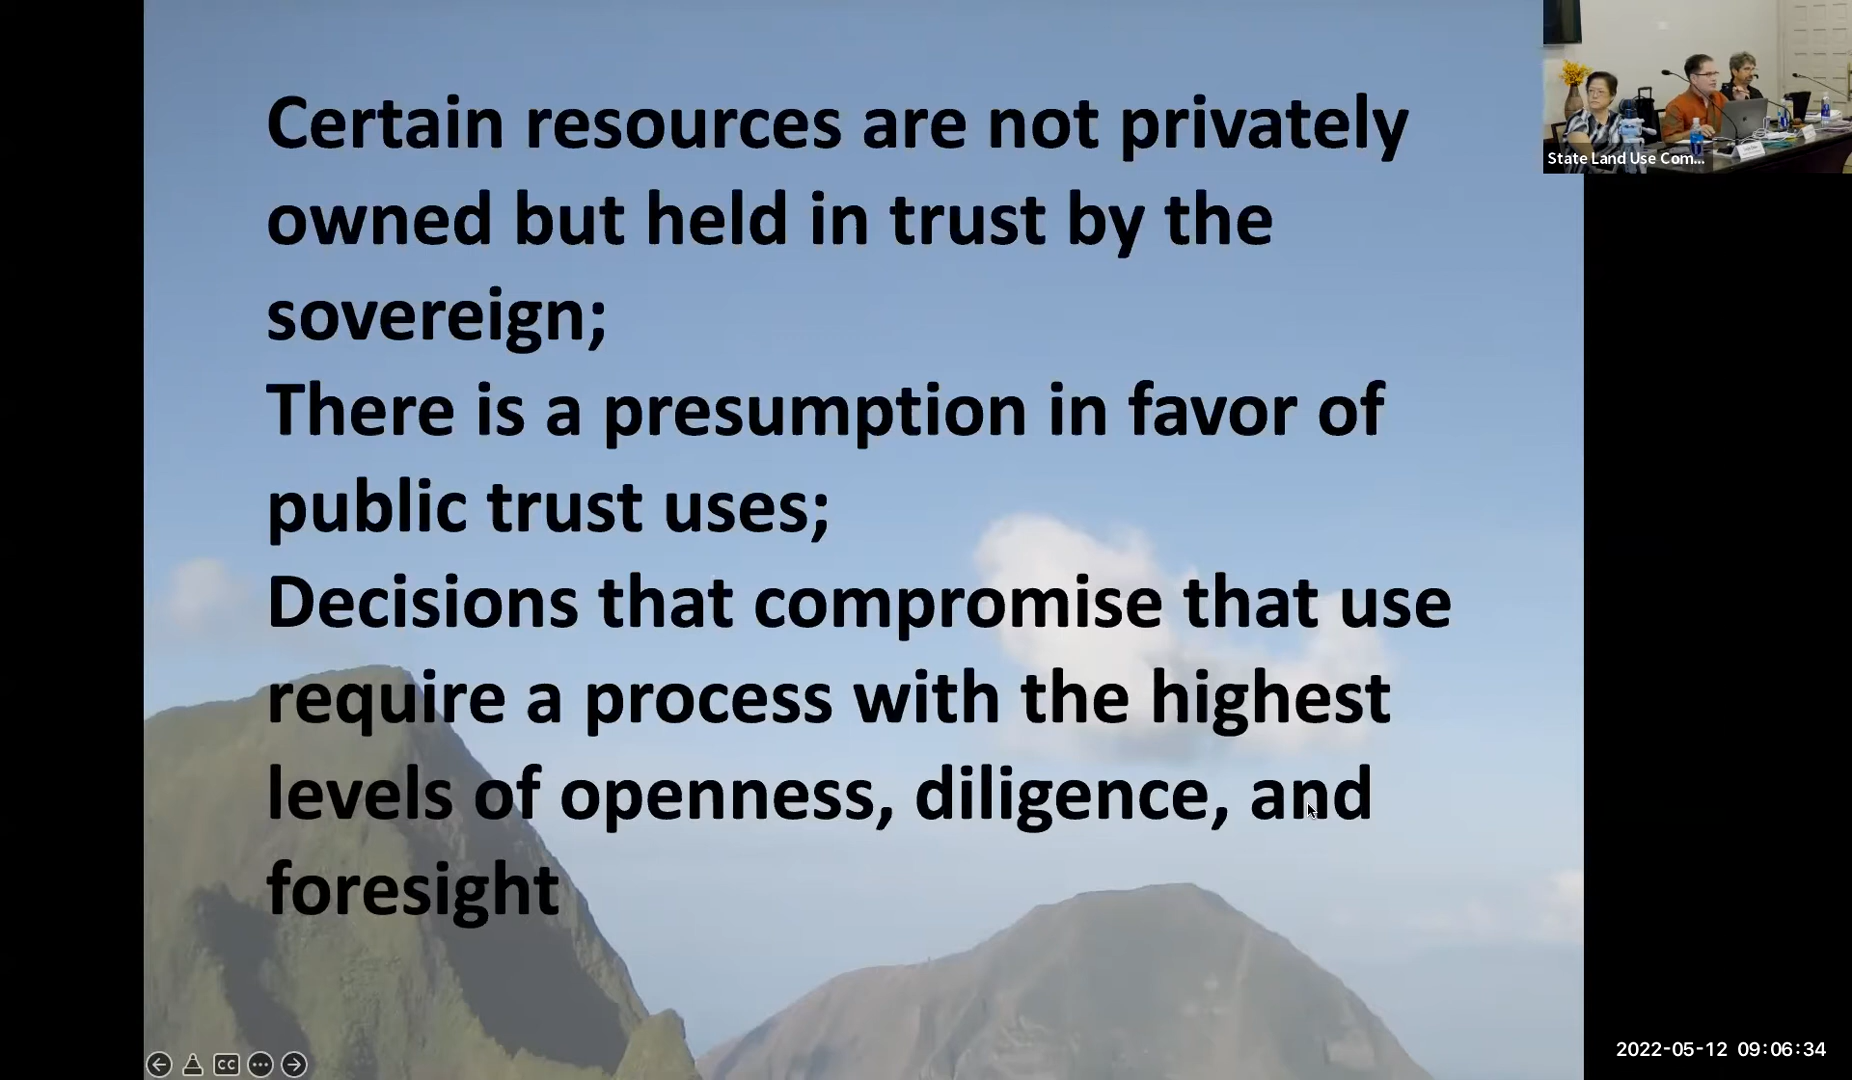 Certain resources are not privately
owned but held in trust by the
sovereign;
There is a presumption in favor of
public trust uses;
Decisions that compromise that use
require a process with the highest
levels of openness, diligence, and
foresight
State Land Use Com...
CC
2022-05-12 09:06:34